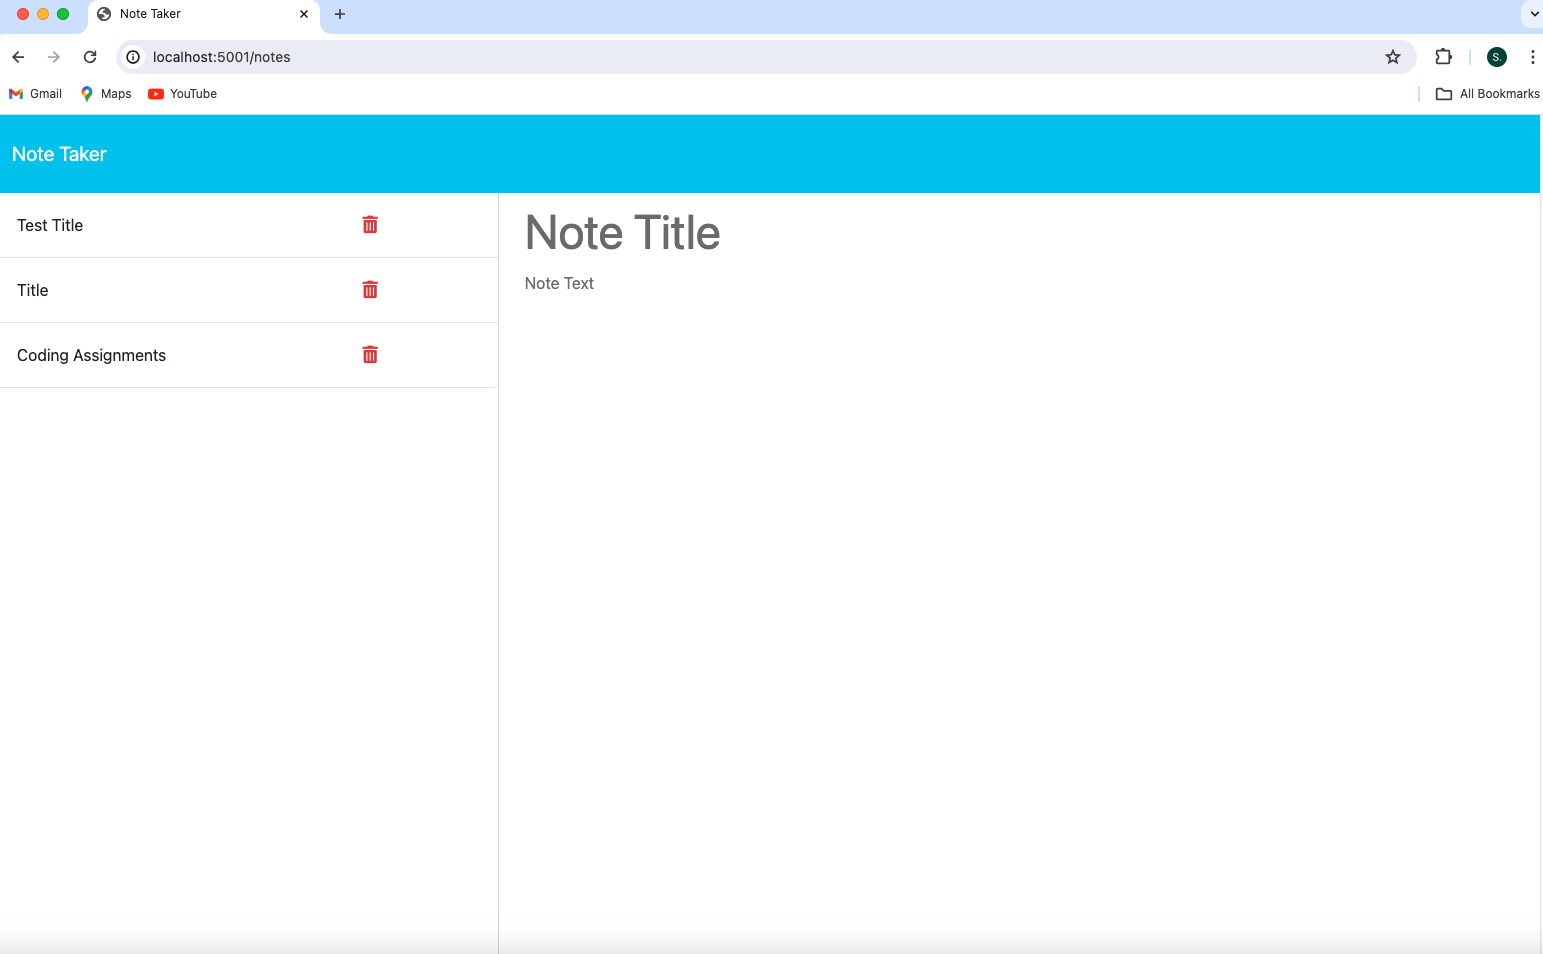 Note Taker
localhost:5001/notes
S.
Gmail Maps YouTube All Bookmarks
Note Taker
Test Title
Title
Coding Assignments
Note Title
Note Text